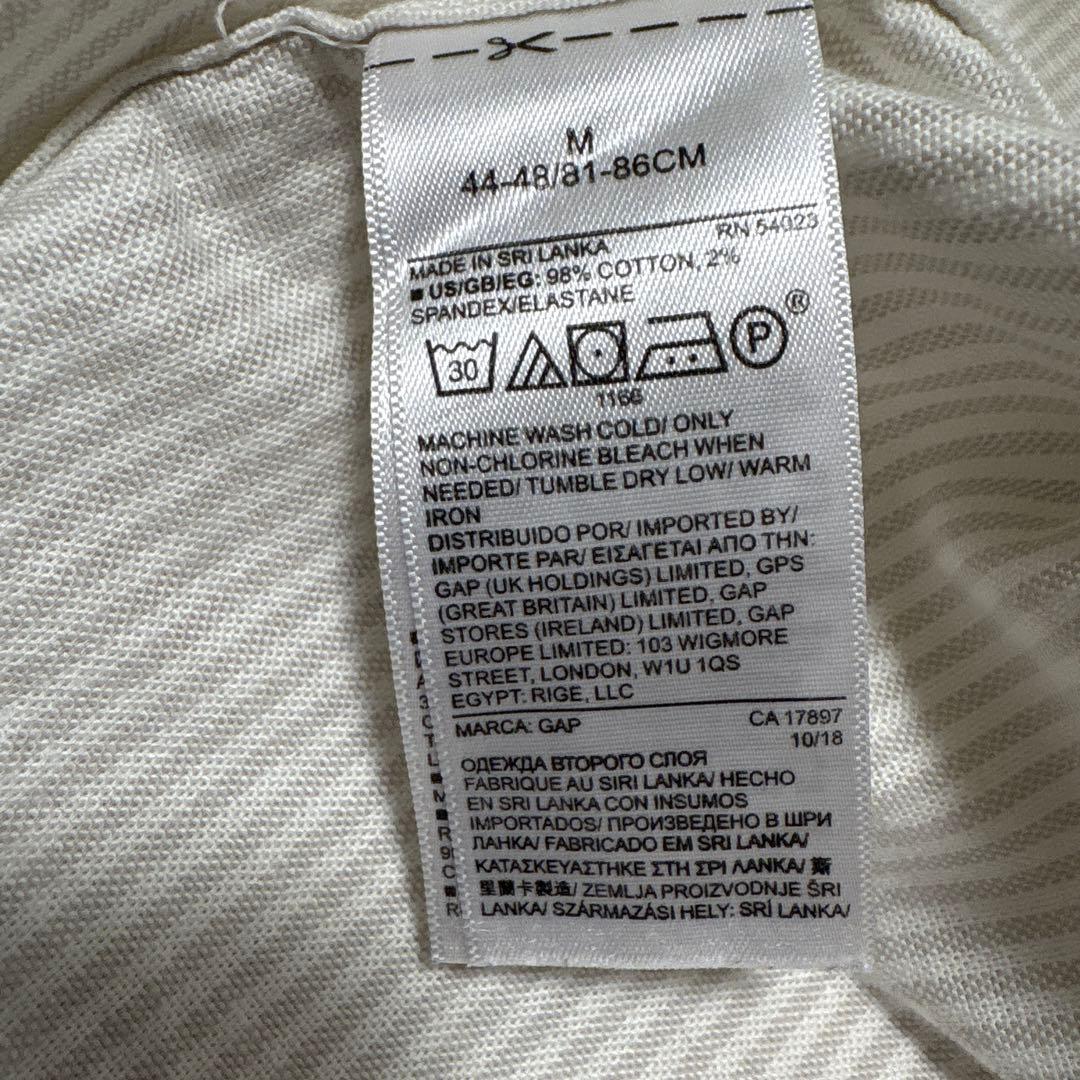 M
44-48/81-86CM
RN 54023
MADE IN SRI LANKA
■ US/GB/EG: 98% COTTON, 2%
SPANDEX/ELASTANE
30 P ®
1166
MACHINE WASH COLD/ ONLY
NON-CHLORINE BLEACH WHEN
NEEDED/ TUMBLE DRY LOW/ WARM
IRON
DISTRIBUIDO POR/ IMPORTED BY/
IMPORTE PAR/ ΕΙΣΑΓΕΤΑΙ ΑΠΟ ΤΗΝ:
GAP (UK HOLDINGS) LIMITED, GPS
(GREAT BRITAIN) LIMITED, GAP
STORES (IRELAND) LIMITED, GAP
EUROPE LIMITED: 103 WIGMORE
STREET, LONDON, W1U 1QS
EGYPT: RIGE, LLC
MARCA: GAP
CA 17897
10/18
ОДЕЖДА ВТОРОГО СЛОЯ
FABRIQUE AU SIRI LANKA/ HECHO
EN SRI LANKA CON INSUMOS
IMPORTADOS/ ПРОИЗВЕДЕНО В ШРИ
ЛАНКА/ FABRICADO EM SRI LANKA/
ΚΑΤΑΣΚΕΥΑΣΤΗΚΕ ΣΤΗ ΣΡΙ ΛΑΝΚΑ/ 斯
里蘭卡製造/ ZEMLJA PROIZVODNJE ŠRI
LANKA/ SZÁRMAZÁSI HELY: SRÍ LANKA/